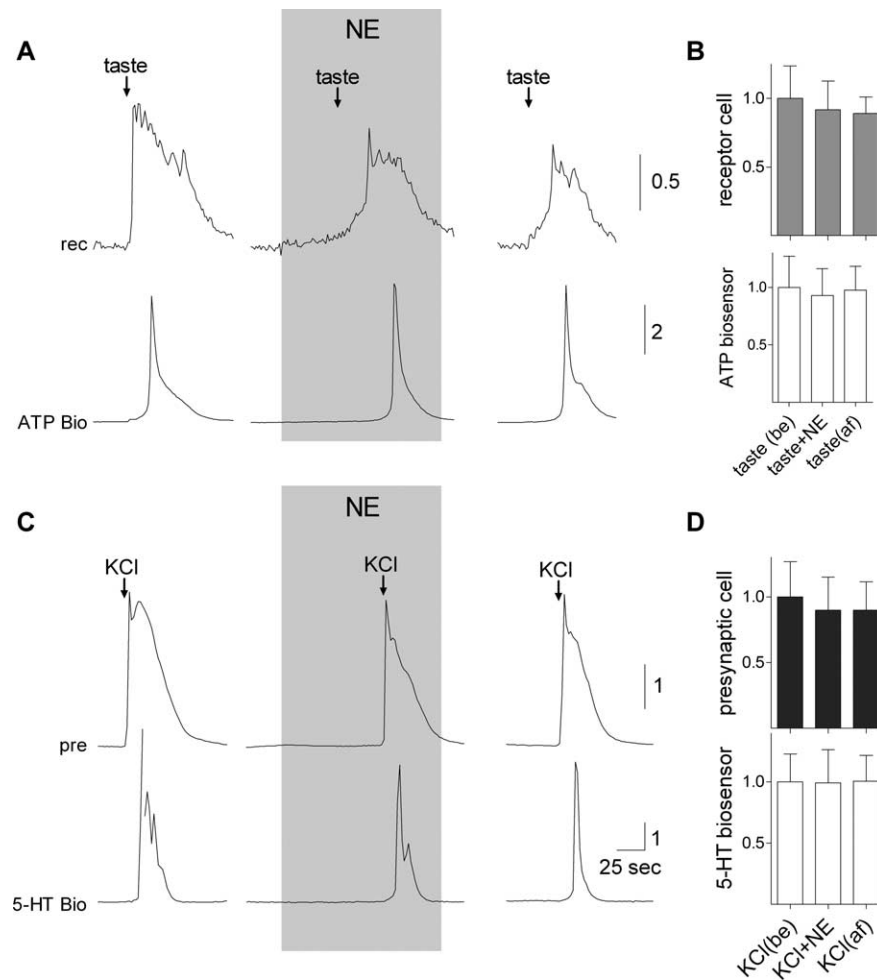 A
NE
taste
taste
taste
rec
0.5
ATP Bio
2
B
receptor cell
1.0
0.5
ATP biosensor
1.0
0.5
taste (be)
taste+NE
taste(af)
C
NE
KCl
KCl
KCl
pre
1
5-HT Bio
1
25 sec
D
presynaptic cell
1.0
0.5
5-HT biosensor
1.0
0.5
KCl(be)
KCl+NE
KCl(af)